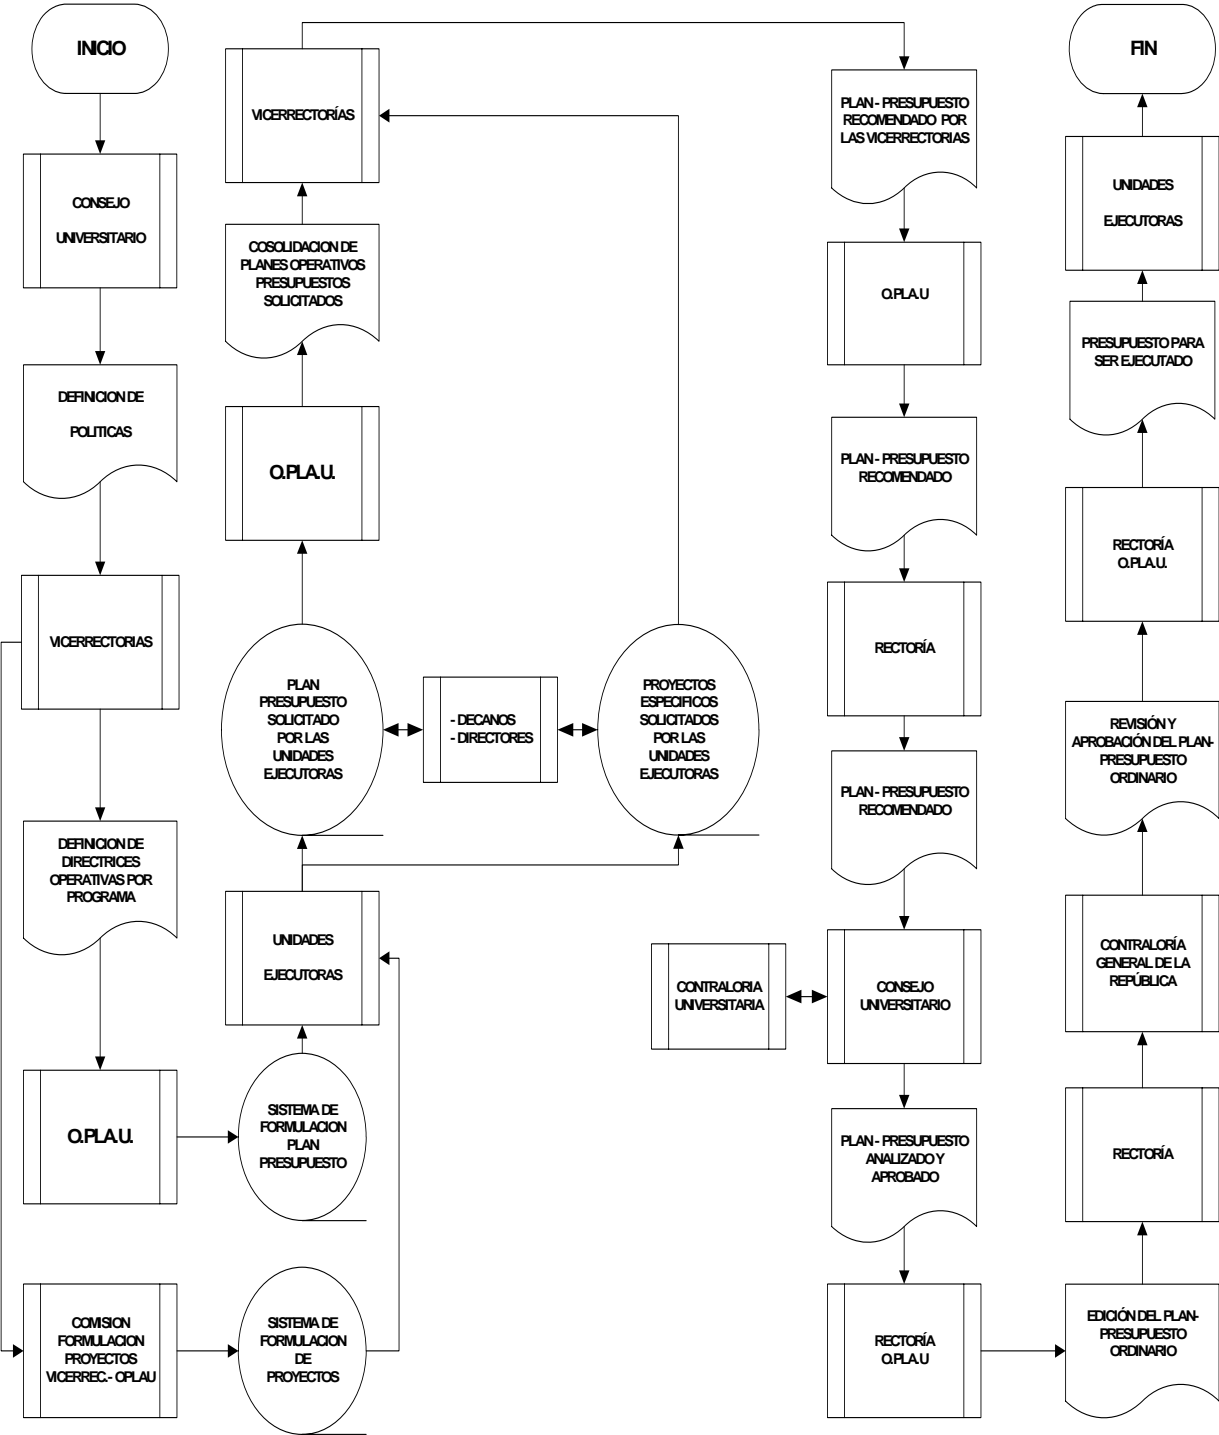 INICIO
CONSEJO
UNIVERSITARIO
DEFINICION DE
POLITICAS
VICERRECTORIAS
DEFINICION DE
DIRECTRICES
OPERATIVAS POR
PROGRAMA
O.PLA.U.
COMISION
FORMULACION
PROYECTOS
VICERREC.- OPLAU
SISTEMA DE
FORMULACION
DE
PROYECTOS
SISTEMA DE
FORMULACION
PLAN
PRESUPUESTO
UNIDADES
EJECUTORAS
PLAN
PRESUPUESTO
SOLICITADO
POR LAS
UNIDADES
EJECUTORAS
- DECANOS
- DIRECTORES
PROYECTOS
ESPECIFICOS
SOLICITADOS
POR LAS
UNIDADES
EJECUTORAS
O.PLA.U.
COSOLIDACION DE
PLANES OPERATIVOS
PRESUPUESTOS
SOLICITADOS
VICERRECTORÍAS
PLAN - PRESUPUESTO
RECOMENDADO POR
LAS VICERRECTORIAS
O.PLA.U
PLAN - PRESUPUESTO
RECOMENDADO
RECTORÍA
PLAN - PRESUPUESTO
RECOMENDADO
CONTRALORIA
UNIVERSITARIA
CONSEJO
UNIVERSITARIO
PLAN - PRESUPUESTO
ANALIZADO Y
APROBADO
RECTORÍA
O.PLA.U
EDICIÓN DEL PLAN-
PRESUPUESTO
ORDINARIO
RECTORÍA
CONTRALORÍA
GENERAL DE LA
REPÚBLICA
REVISIÓN Y
APROBACIÓN DEL PLAN-
PRESUPUESTO
ORDINARIO
RECTORÍA
O.PLA.U.
PRESUPUESTO PARA
SER EJECUTADO
UNIDADES
EJECUTORAS
FIN